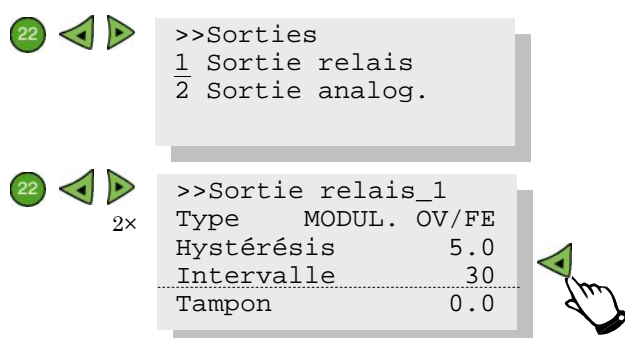 22
>>Sorties
1 Sortie relais
2 Sortie analog.
22
2×
>>Sortie relais_1
Type MODUL. OV/FE
Hystérésis 5.0
Intervalle 30
Tampon 0.0